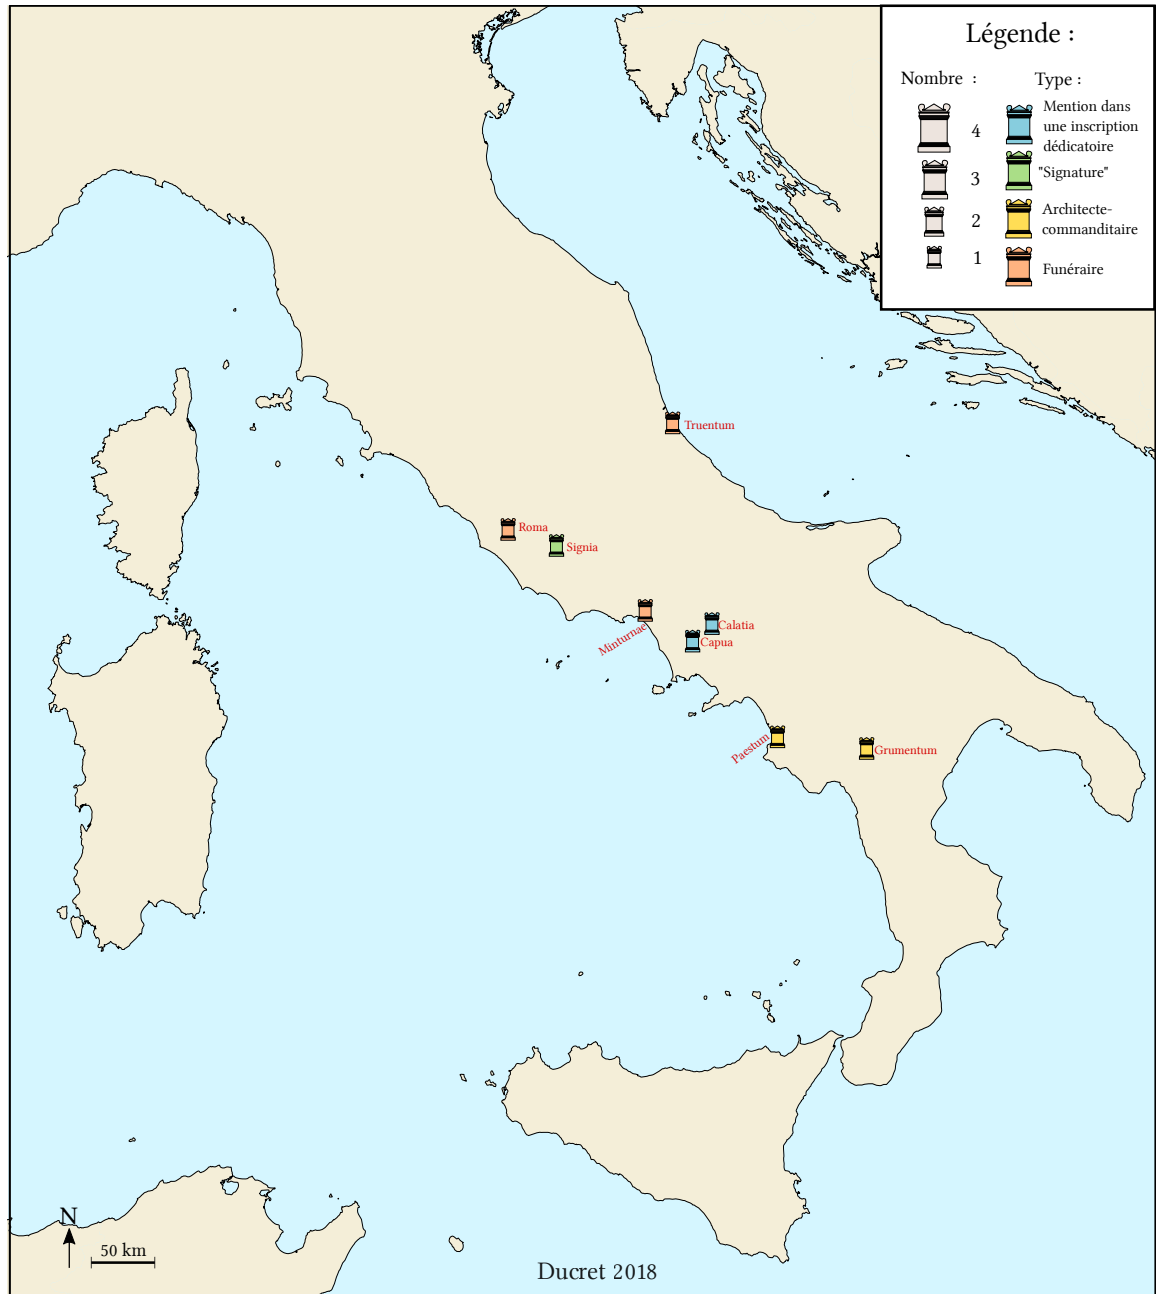 Légende :
Nombre :
Type :
4
3
2
1
Mention dans
une inscription
dédicatoire
"Signature"
Architecte-
commanditaire
Funéraire
Truentum
Roma
Signia
Minturnae
Calatia
Capua
Paestum
Grumentum
N
50 km
Ducret 2018